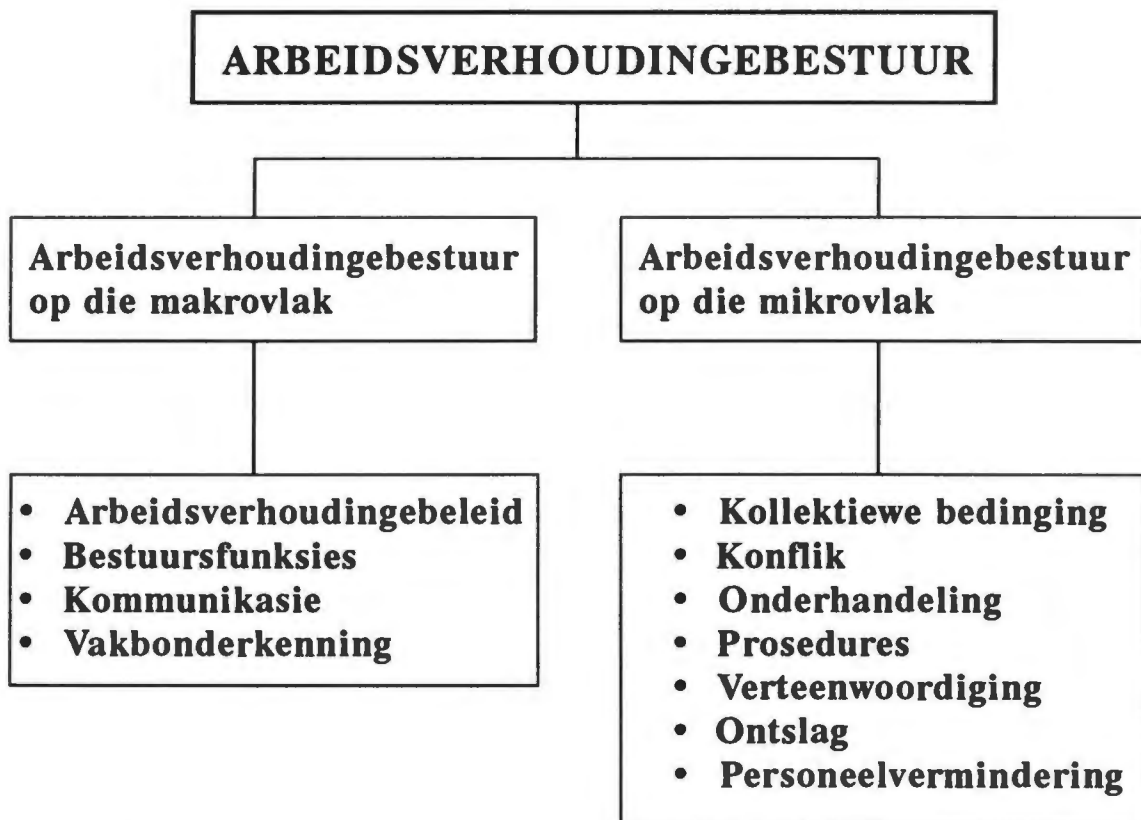 ARBEIDSVERHOUDINGEBESTUUR
Arbeidsverhoudingebestuur
op die makrovlak
• Arbeidsverhoudingebeleid
• Bestuursfunksies
• Kommunikasie
• Vakbonderkenning
Arbeidsverhoudingebestuur
op die mikrovlak
• Kollektiewe bedinging
• Konflik
• Onderhandeling
• Prosedures
• Verteenwoordiging
• Ontslag
• Personeelvermindering